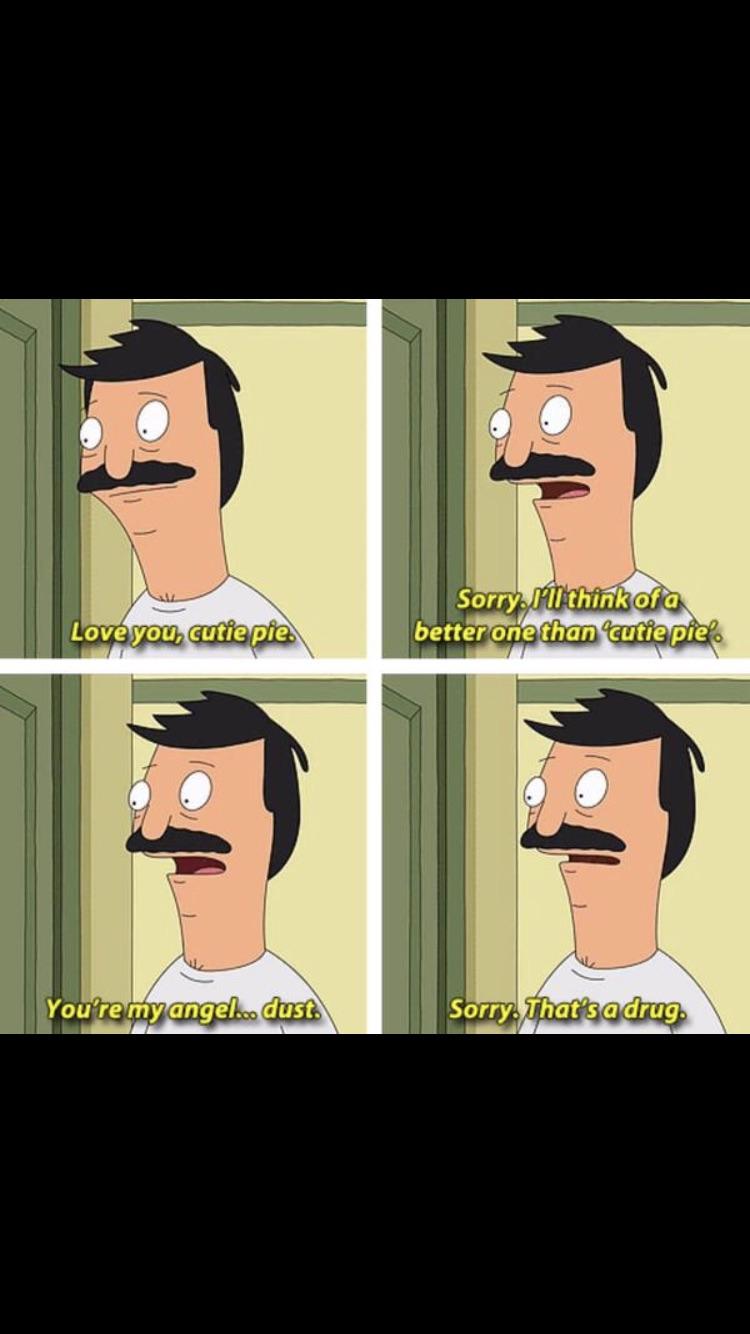 Love you, cutie pie.
Sorry. I'll think of a
better one than 'cutie pie'.
You're my angel... dust.
Sorry. That's a drug.